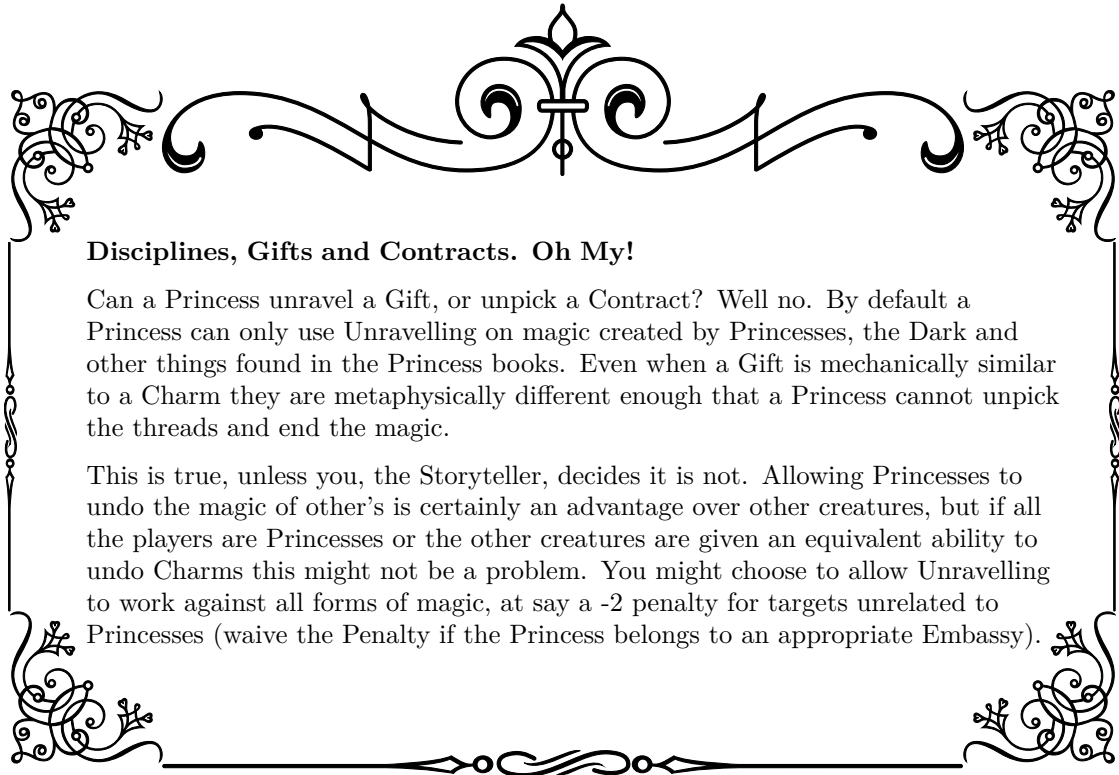 Disciplines, Gifts and Contracts. Oh My!
Can a Princess unravel a Gift, or unpick a Contract? Well no. By default a
Princess can only use Unravelling on magic created by Princesses, the Dark and
other things found in the Princess books. Even when a Gift is mechanically similar
to a Charm they are metaphysically different enough that a Princess cannot unpick
the threads and end the magic.
This is true, unless you, the Storyteller, decides it is not. Allowing Princesses to
undo the magic of other's is certainly an advantage over other creatures, but if all
the players are Princesses or the other creatures are given an equivalent ability to
undo Charms this might not be a problem. You might choose to allow Unravelling
to work against all forms of magic, at say a -2 penalty for targets unrelated to
Princesses (waive the Penalty if the Princess belongs to an appropriate Embassy).